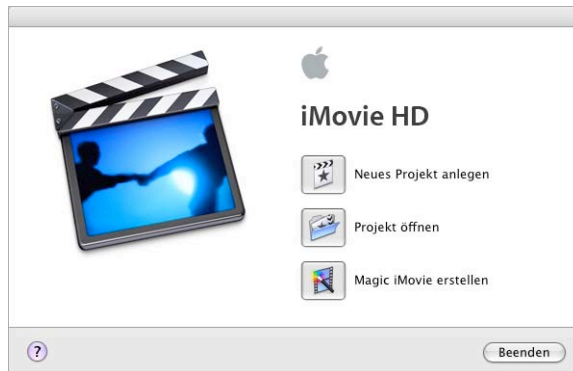 iMovie HD
Neues Projekt anlegen
Projekt öffnen
Magic iMovie erstellen
?
Beenden